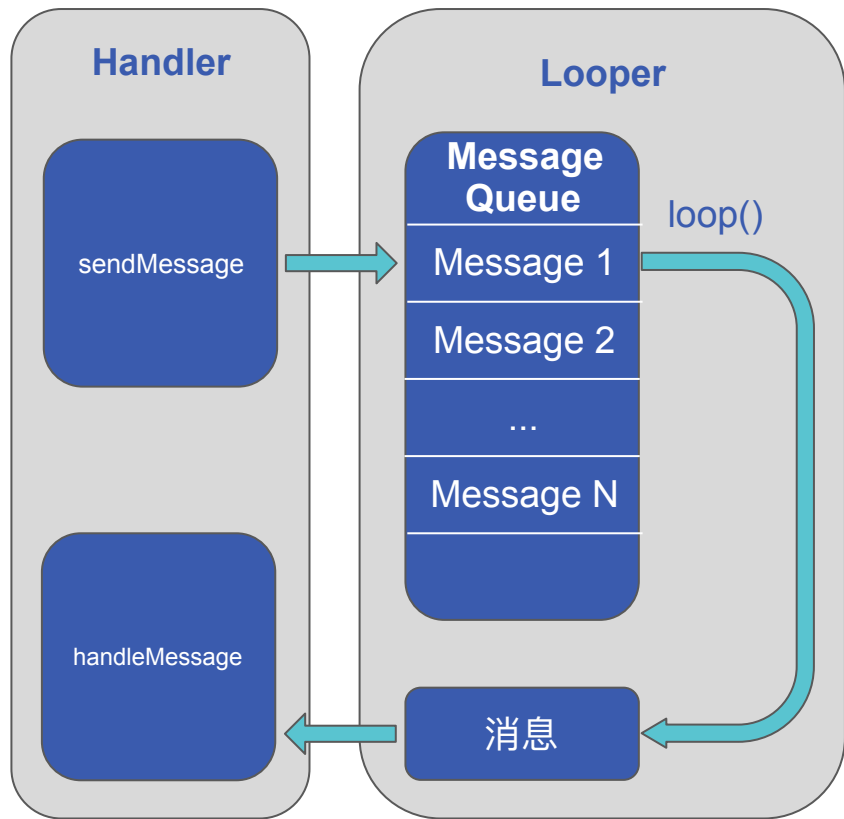 Handler
sendMessage
handleMessage
Looper
Message
Queue
Message 1
Message 2
...
Message N
loop()
消息